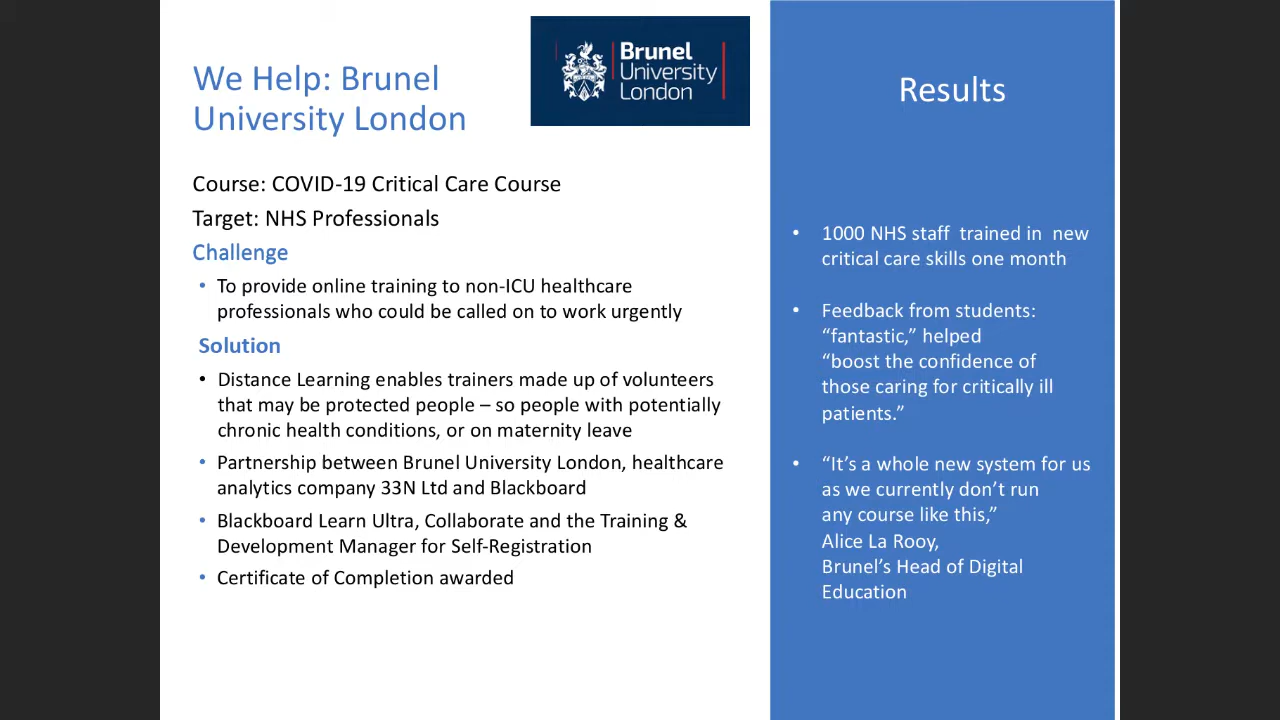 We Help: Brunel
University London
Brunel
University
London
Course: COVID-19 Critical Care Course
Target: NHS Professionals
Challenge
• To provide online training to non-ICU healthcare
professionals who could be called on to work urgently
Solution
• Distance Learning enables trainers made up of volunteers
that may be protected people – so people with potentially
chronic health conditions, or on maternity leave
• Partnership between Brunel University London, healthcare
analytics company 33N Ltd and Blackboard
• Blackboard Learn Ultra, Collaborate and the Training &
Development Manager for Self-Registration
• Certificate of Completion awarded
Results
• 1000 NHS staff trained in new
critical care skills one month
• Feedback from students:
“fantastic,” helped
“boost the confidence of
those caring for critically ill
patients.”
• “It’s a whole new system for us
as we currently don’t run
any course like this,”
Alice La Rooy,
Brunel’s Head of Digital
Education